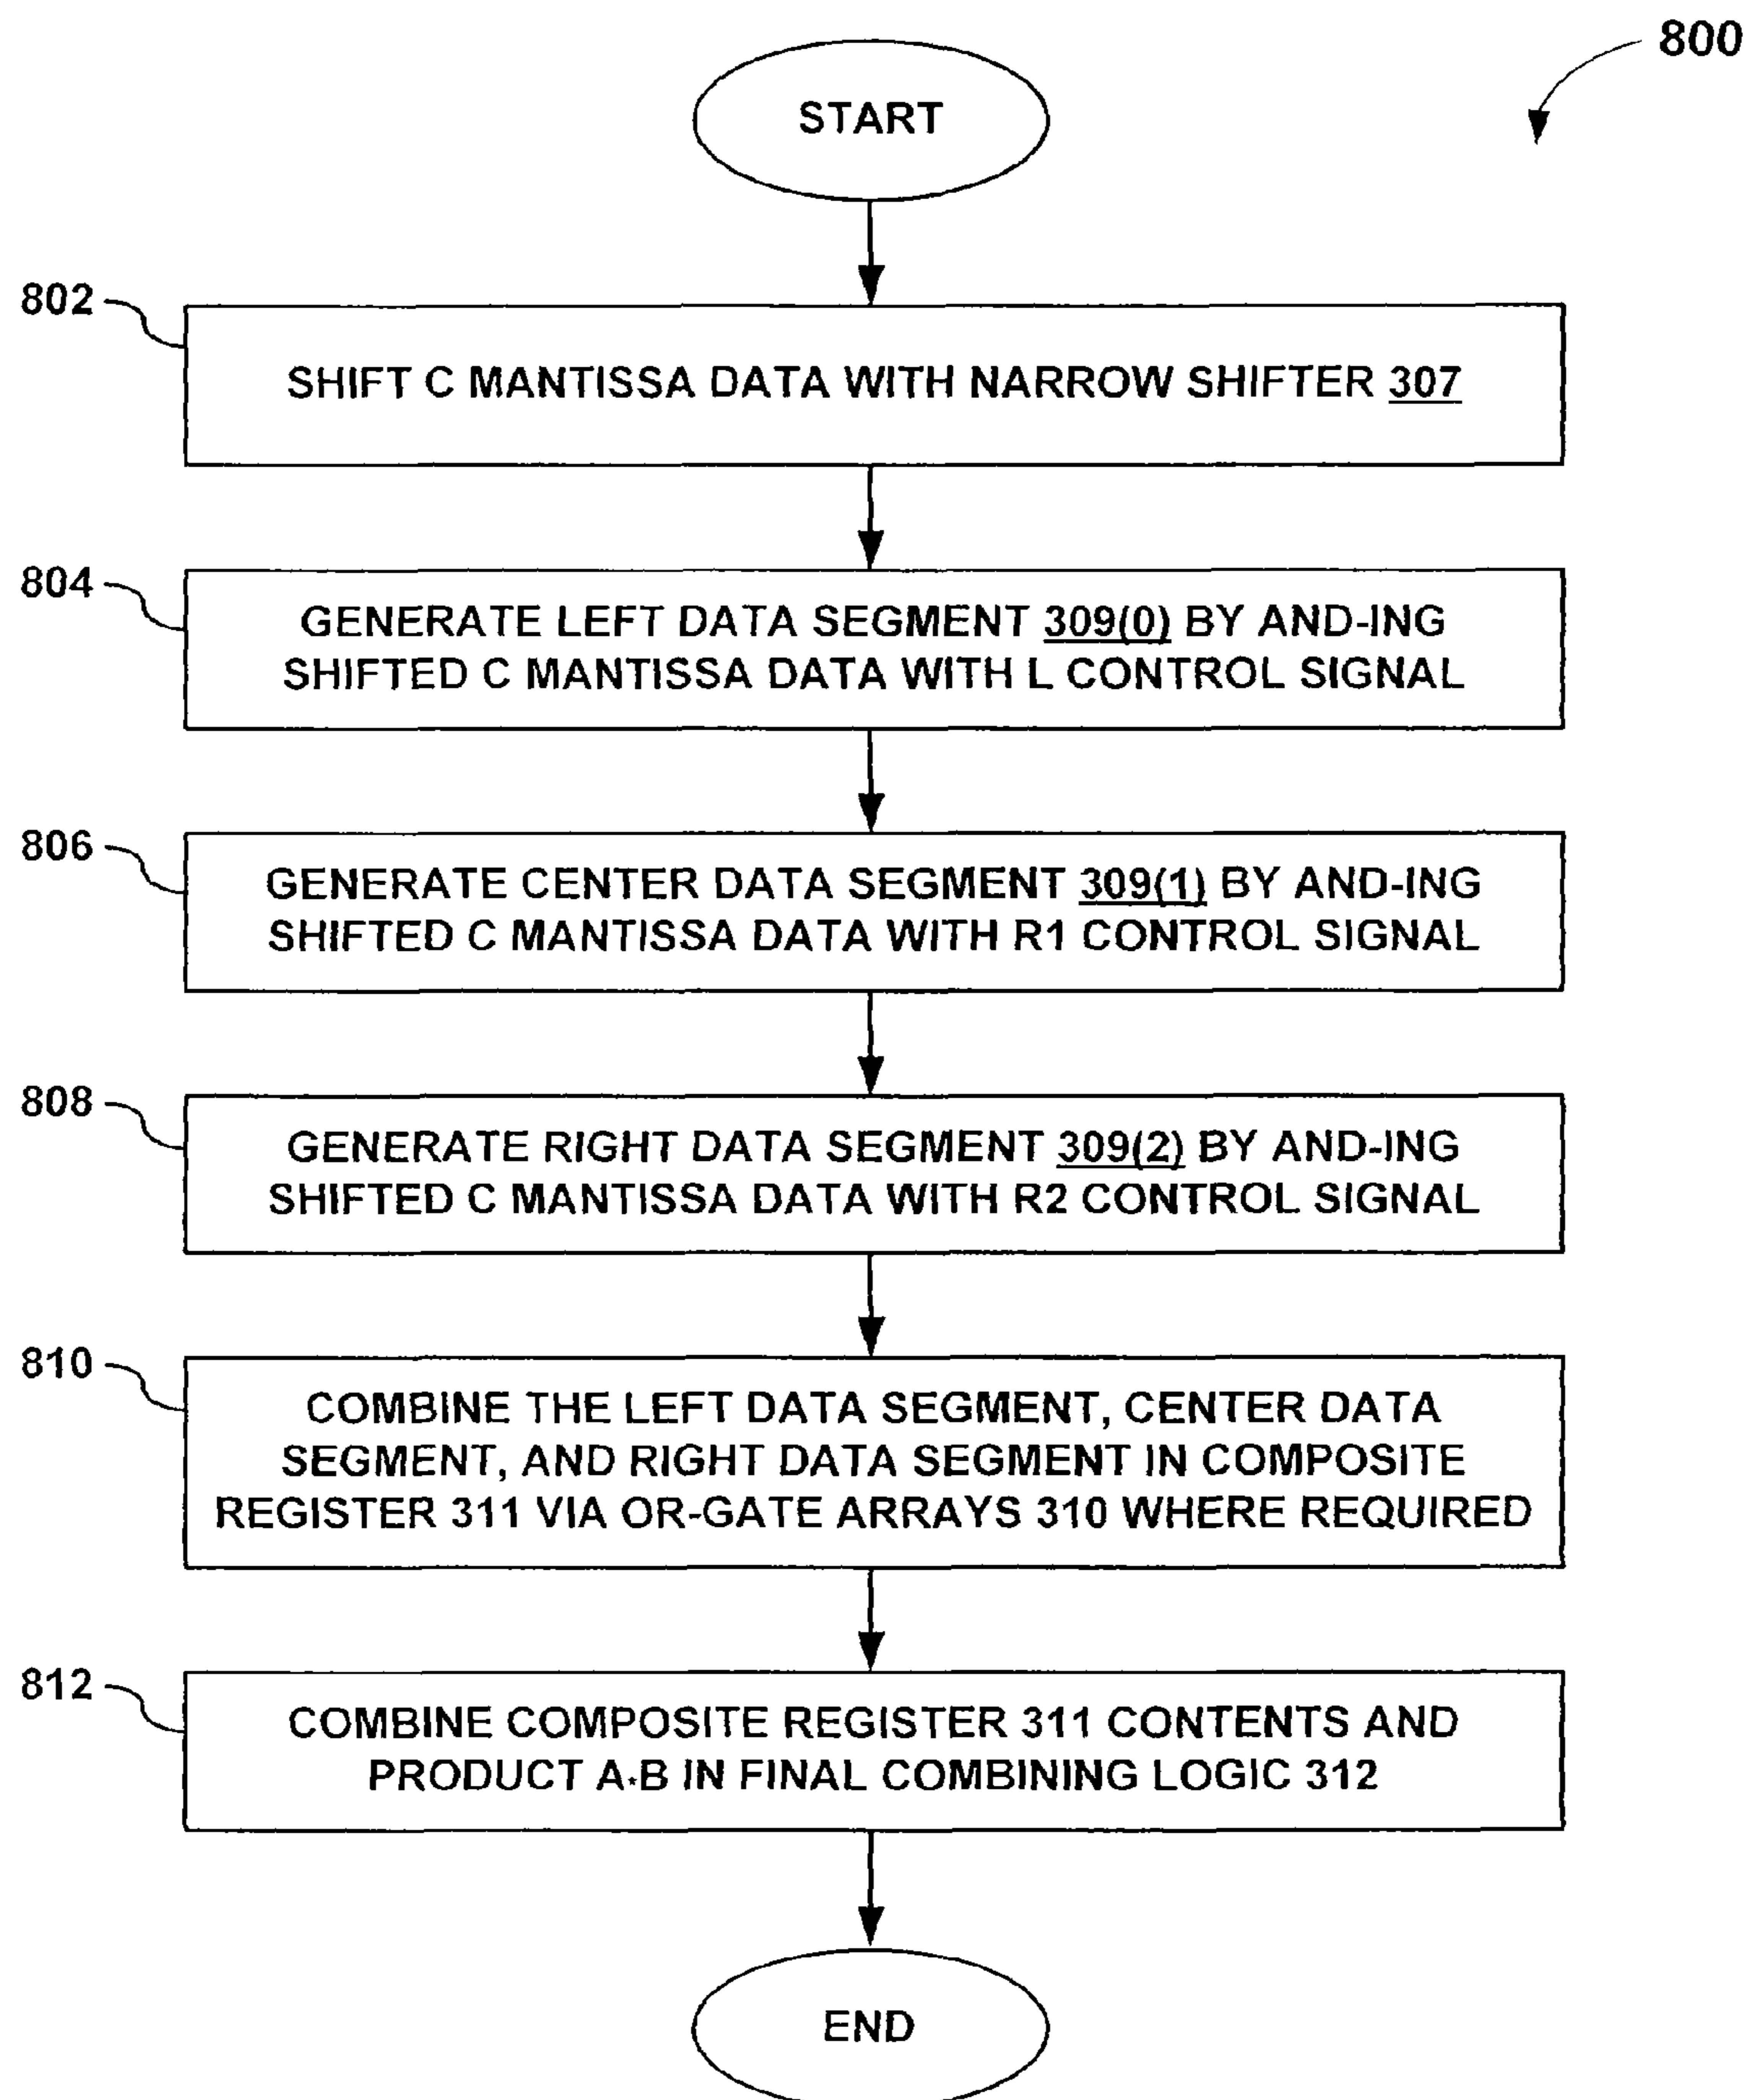 800
START
802
SHIFT C MANTISSA DATA WITH NARROW SHIFTER 307
804
GENERATE LEFT DATA SEGMENT 309(0) BY AND-ING
SHIFTED C MANTISSA DATA WITH L CONTROL SIGNAL
806
GENERATE CENTER DATA SEGMENT 309(1) BY AND-ING
SHIFTED C MANTISSA DATA WITH R1 CONTROL SIGNAL
808
GENERATE RIGHT DATA SEGMENT 309(2) BY AND-ING
SHIFTED C MANTISSA DATA WITH R2 CONTROL SIGNAL
810
COMBINE THE LEFT DATA SEGMENT, CENTER DATA
SEGMENT, AND RIGHT DATA SEGMENT IN COMPOSITE
REGISTER 311 VIA OR-GATE ARRAYS 310 WHERE REQUIRED
812
COMBINE COMPOSITE REGISTER 311 CONTENTS AND
PRODUCT A*B IN FINAL COMBINING LOGIC 312
END